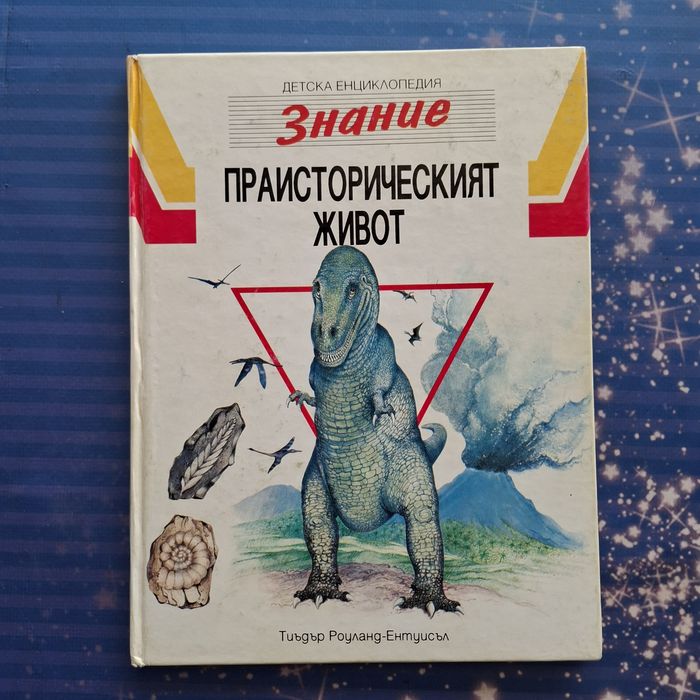 ДЕТСКА ЕНЦИКЛОПЕДИЯ
Знание
ПРАИСТОРИЧЕСКИЯТ
ЖИВОТ
Тиъдър Роуланд-Ентуисъл